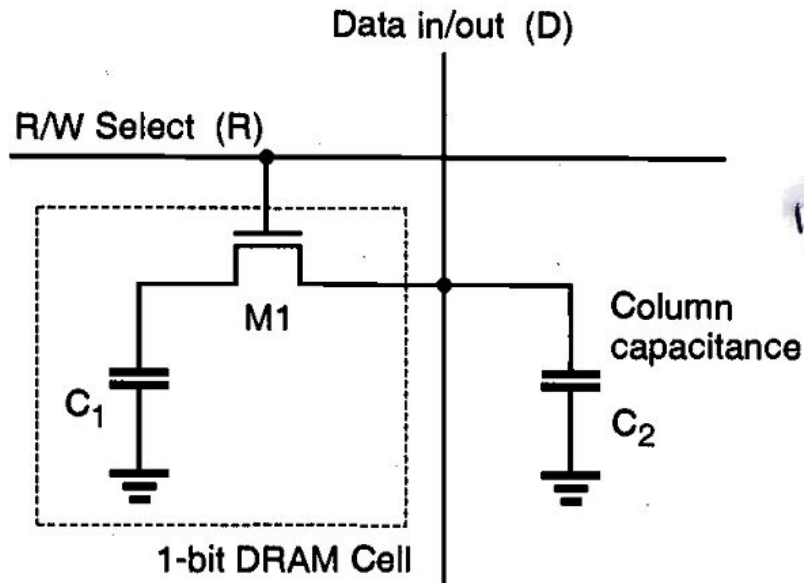 Data in/out (D)
R/W Select (R)
M1
Column
capacitance
C₁
C₂
1-bit DRAM Cell